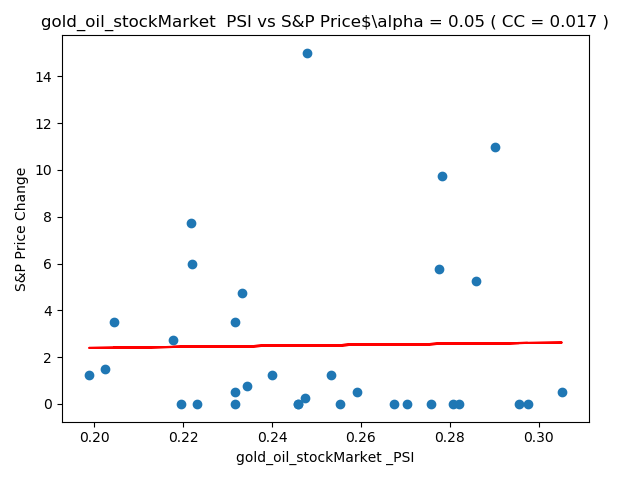 gold_oil_stockMarket  PSI vs S&P Price$\alpha = 0.05 ( CC = 0.017 )
14
12
10
8
6
4
2
0
S&P Price Change
0.20 0.22 0.24 0.26 0.28 0.30
gold_oil_stockMarket _PSI